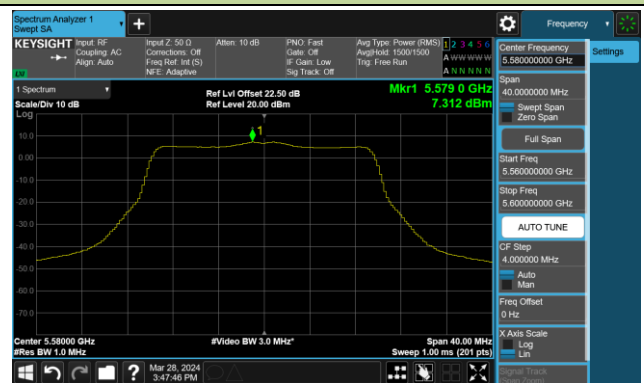 Spectrum Analyzer 1
Swept SA
Frequency
KEYSIGHT
Input: RF
Coupling: AC
Align: Auto
Input Z: 50 Ω
Corrections: Off
Freq Ref: Int (S)
NFE: Adaptive
Atten: 10 dB
PNO: Fast
Gate: Off
IF Gain: Low
Sig Track: Off
Avg Type: Power (RMS)
Avg|Hold: 1500/1500
Trig: Free Run
1 2 3 4 5 6
A W W W W W
A N N N N N
1 Spectrum
Scale/Div 10 dB
Log
Ref Lvl Offset 22.50 dB
Ref Level 20.00 dBm
Mkr1 5.579 0 GHz
7.312 dBm
1
10.0
0.00
-10.0
-20.0
-30.0
-40.0
-50.0
-60.0
-70.0
Center 5.58000 GHz
#Res BW 1.0 MHz
#Video BW 3.0 MHz*
Span 40.00 MHz
Sweep 1.00 ms (201 pts)
Mar 28, 2024
3:47:46 PM
Center Frequency
5.580000000 GHz
Settings
Span
40.0000000 MHz
Swept Span
Zero Span
Full Span
Start Freq
5.560000000 GHz
Stop Freq
5.600000000 GHz
AUTO TUNE
CF Step
4.000000 MHz
Auto
Man
Freq Offset
0 Hz
X Axis Scale
Log
Lin
Signal Track
(Span Zoom)